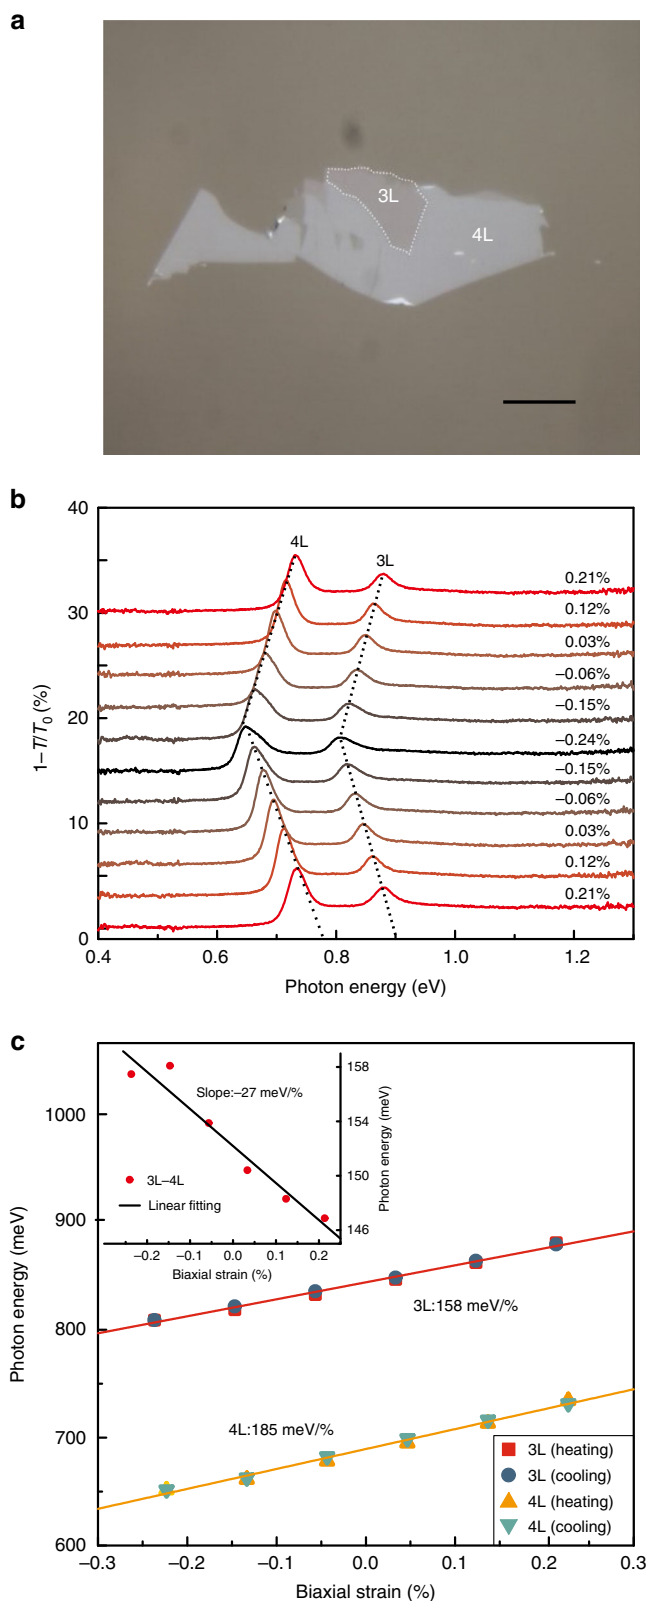 a
3L
4L
b
40
30
20
10
0
1–T/T0 (%)
4L
3L
0.21%
0.12%
0.03%
–0.06%
–0.15%
–0.24%
–0.15%
–0.06%
0.03%
0.12%
0.21%
0.4
0.6
0.8
1.0
1.2
Photon energy (eV)
c
1000
900
800
700
600
Photon energy (meV)
158
154
150
146
Photon energy (meV)
Slope:–27 meV/%
3L–4L
Linear fitting
–0.2
–0.1
0.0
0.1
0.2
Biaxial strain (%)
3L:158 meV/%
4L:185 meV/%
3L (heating)
3L (cooling)
4L (heating)
4L (cooling)
–0.3
–0.2
–0.1
0.0
0.1
0.2
0.3
Biaxial strain (%)